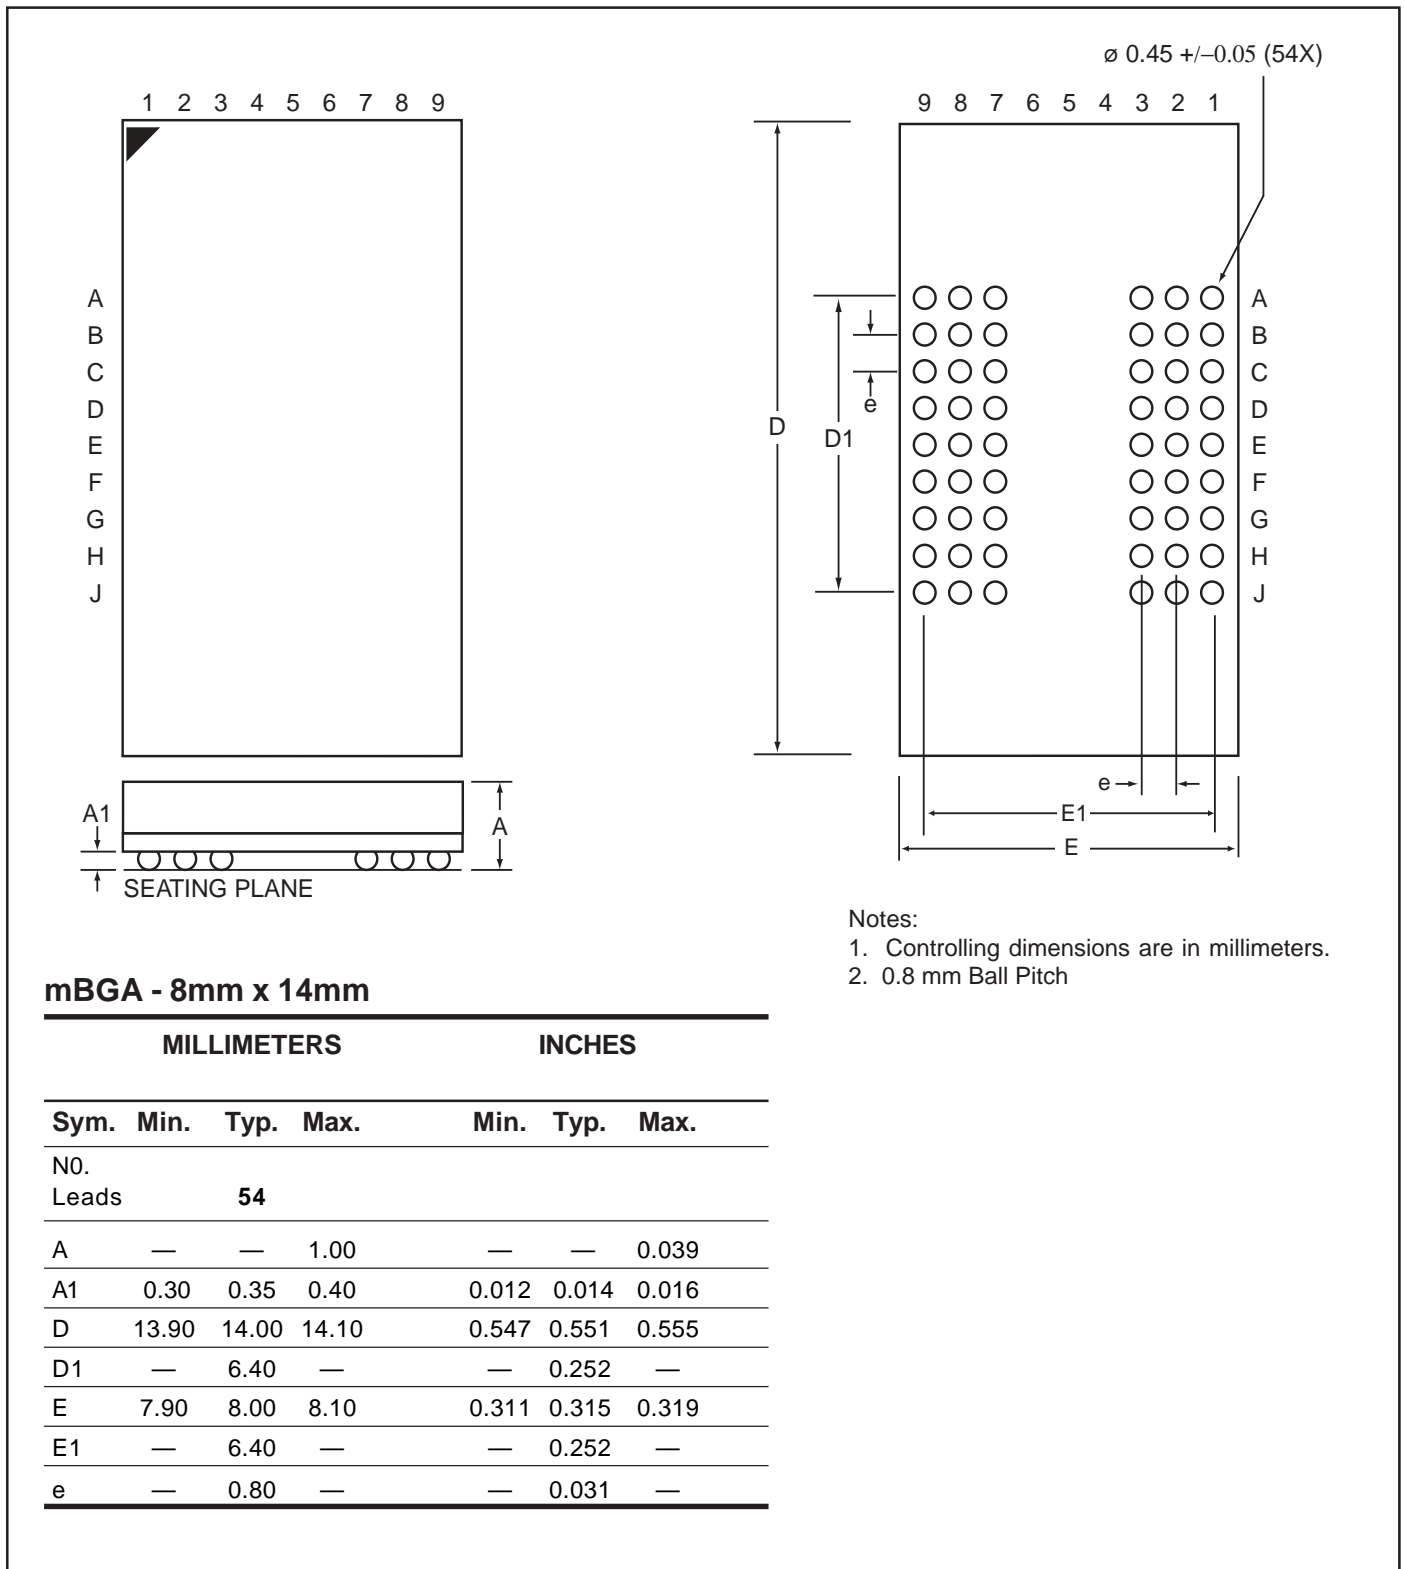 ø 0.45 +/−0.05 (54X)
1 2 3 4 5 6 7 8 9
9 8 7 6 5 4 3 2 1
A
B
C
D
E
F
G
H
J
D
D1
e
A
B
C
D
E
F
G
H
J
e
E1
E
A1
A
SEATING PLANE
Notes:
1. Controlling dimensions are in millimeters.
2. 0.8 mm Ball Pitch
mBGA - 8mm x 14mm
MILLIMETERS INCHES
Sym. Min. Typ. Max. Min. Typ. Max.
N0.
Leads 54
A — — 1.00 — — 0.039
A1 0.30 0.35 0.40 0.012 0.014 0.016
D 13.90 14.00 14.10 0.547 0.551 0.555
D1 — 6.40 — — 0.252 —
E 7.90 8.00 8.10 0.311 0.315 0.319
E1 — 6.40 — — 0.252 —
e — 0.80 — — 0.031 —